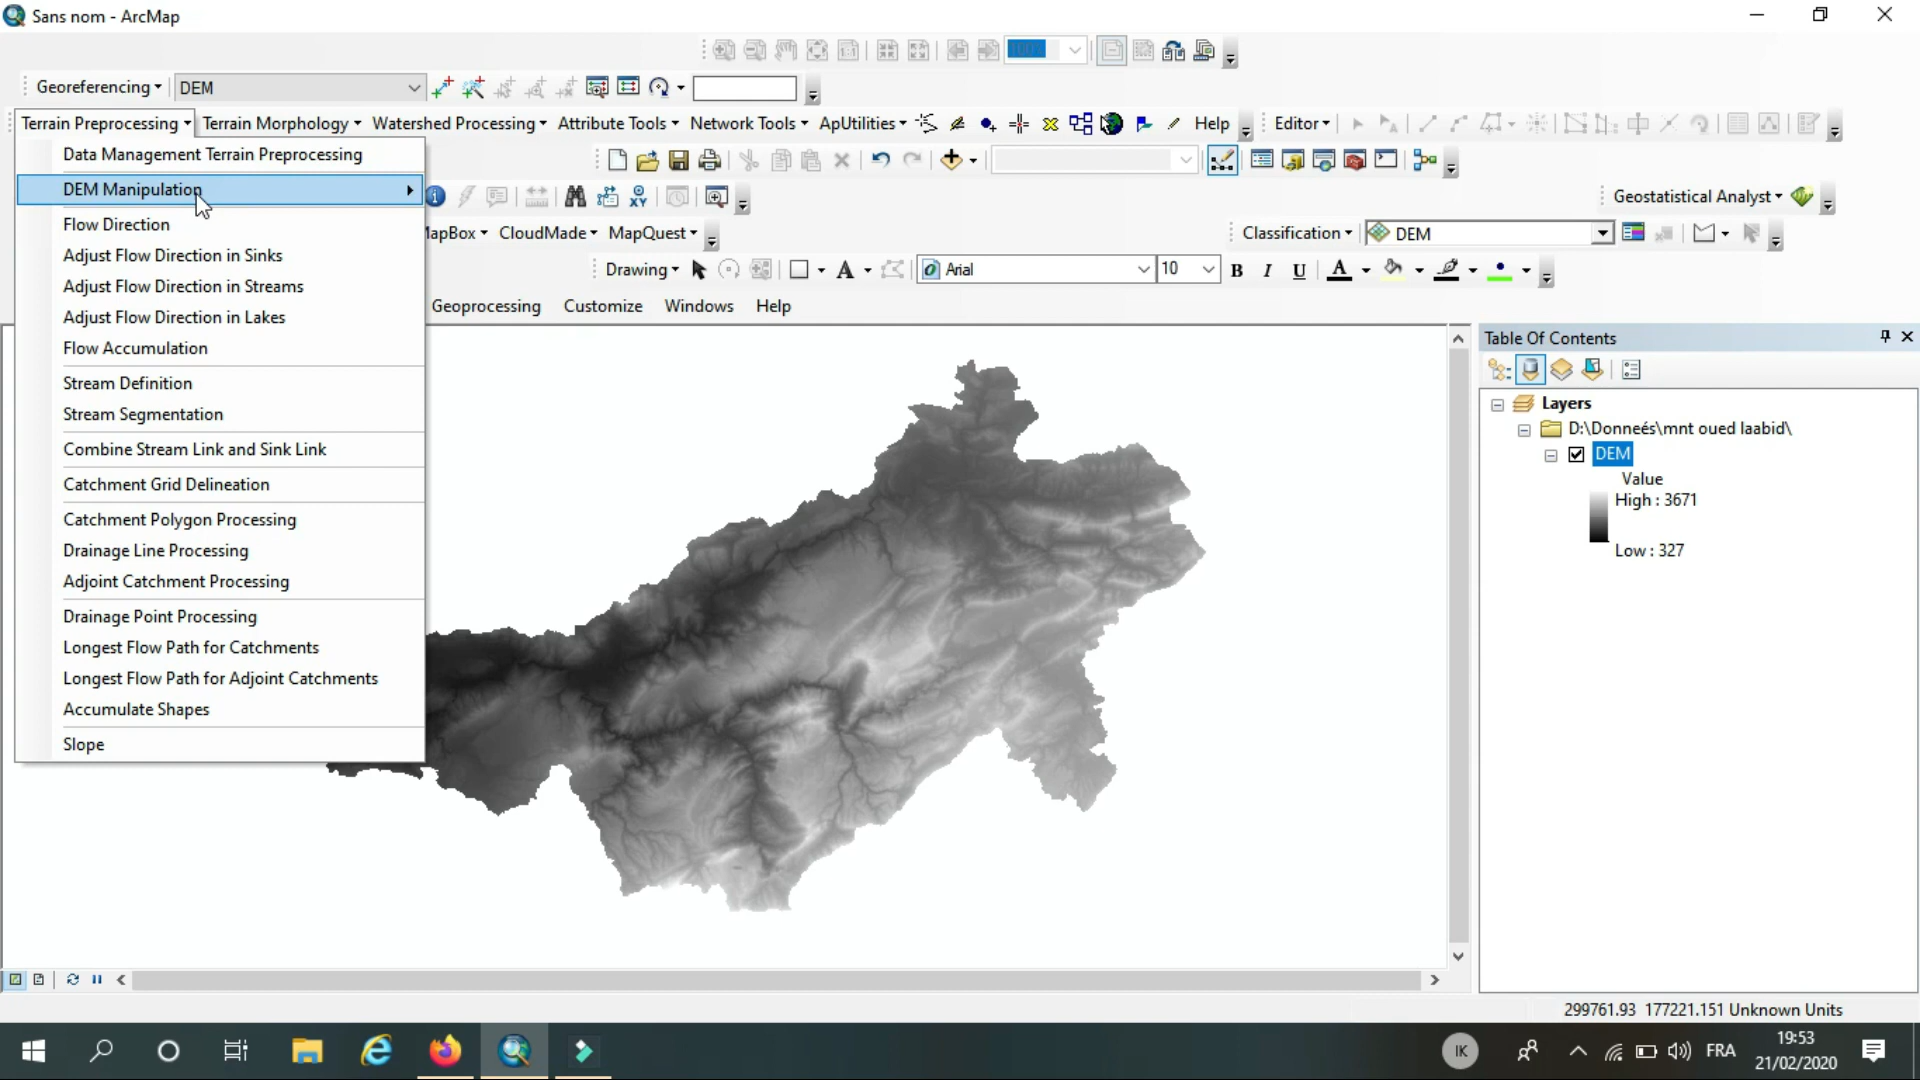 Sans nom - ArcMap
100%
Georeferencing DEM
Terrain Preprocessing Terrain Morphology Watershed Processing Attribute Tools Network Tools ApUtilities Help Editor
Data Management Terrain Preprocessing
DEM Manipulation
Flow Direction
Adjust Flow Direction in Sinks
Adjust Flow Direction in Streams
Adjust Flow Direction in Lakes
Flow Accumulation
Stream Definition
Stream Segmentation
Combine Stream Link and Sink Link
Catchment Grid Delineation
Catchment Polygon Processing
Drainage Line Processing
Adjoint Catchment Processing
Drainage Point Processing
Longest Flow Path for Catchments
Longest Flow Path for Adjoint Catchments
Accumulate Shapes
Slope
XY
Geostatistical Analyst
MapBox CloudMade MapQuest
Classification DEM
Drawing A Arial 10 B I U A
Geoprocessing Customize Windows Help
Table Of Contents
Layers
D:\Donneés\mnt oued laabid\
DEM
Value
High : 3671
Low : 327
299761.93 177221.151 Unknown Units
IK
FRA
19:53
21/02/2020